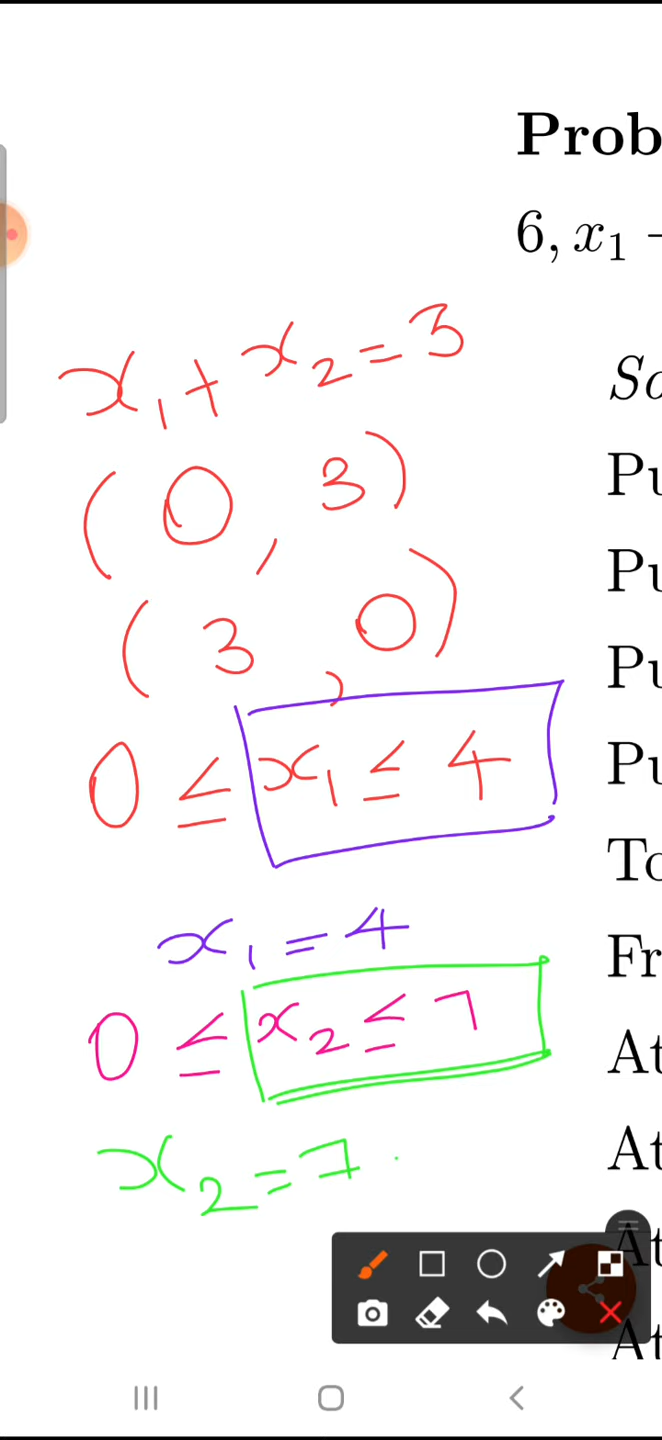 Prob
6, x₁ -
x₁ + x₂ = 3
So
(0, 3)
Pu
Pu
(3, 0)
Pu
0 ≤ x₁ ≤ 4
Pu
To
x₁ = 4
Fr
0 ≤ x₂ ≤ 7
At
x₂ = 7.
At
At
At